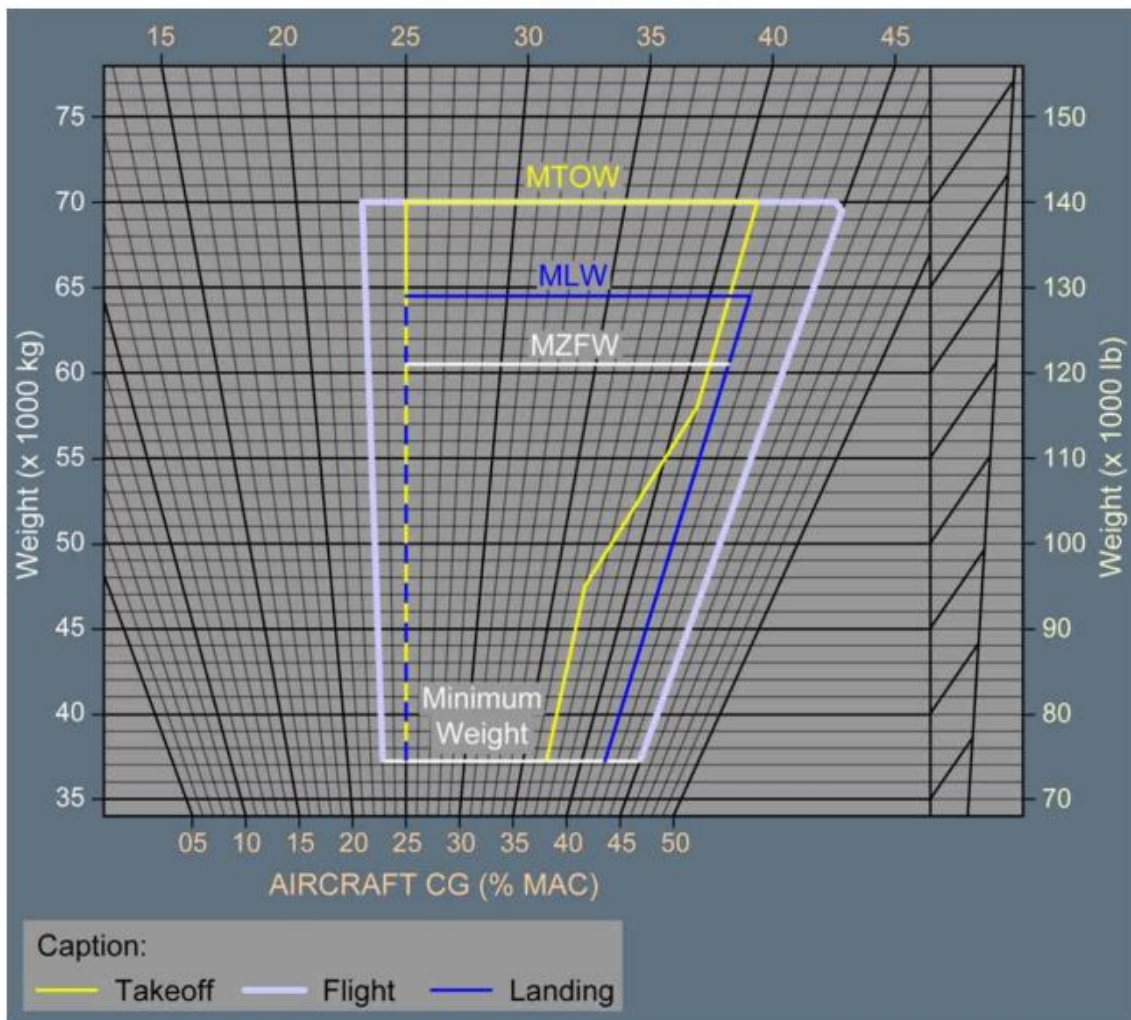 15 20 25 30 35 40 45
75 150
MTOW
70 140
MLW
65 130
MZFW
60 120
55 110
50 100
45 90
Minimum
Weight
40 80
35 70
Weight (x 1000 kg)
Weight (x 1000 lb)
05 10 15 20 25 30 35 40 45 50
AIRCRAFT CG (% MAC)
Caption:
Takeoff Flight Landing